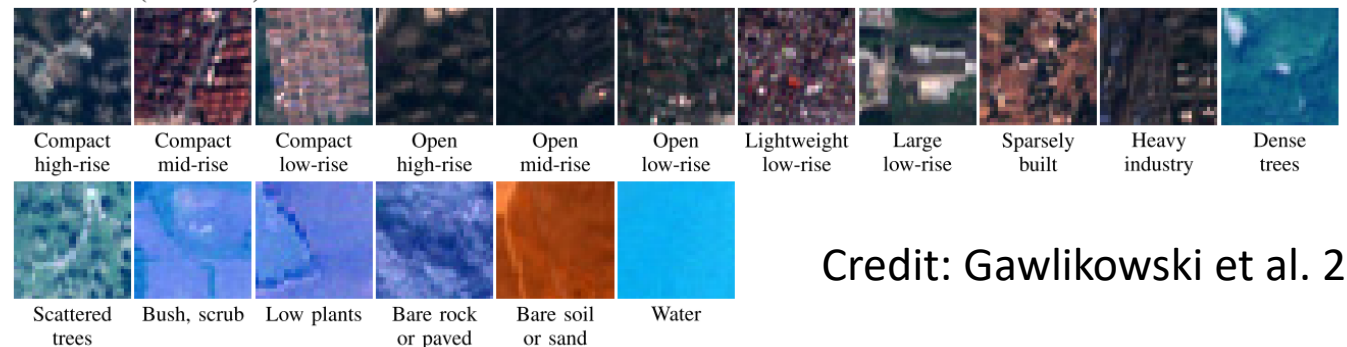 Compact high-rise
Compact mid-rise
Compact low-rise
Open high-rise
Open mid-rise
Open low-rise
Lightweight low-rise
Large low-rise
Sparsely built
Heavy industry
Dense trees
Scattered trees
Bush, scrub
Low plants
Bare rock or paved
Bare soil or sand
Water
Credit: Gawlikowski et al. 2